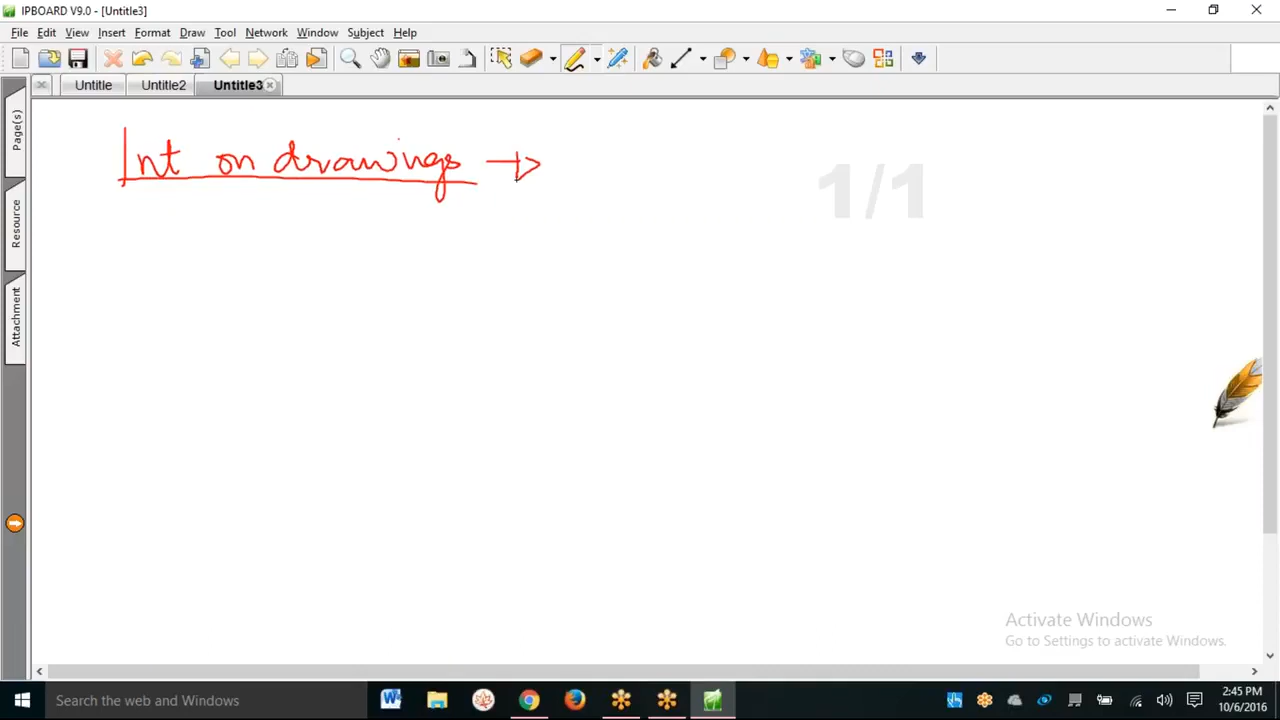 IPBOARD V9.0 - [Untitle3]
File Edit View Insert Format Draw Tool Network Window Subject Help
Untitle Untitle2 Untitle3
Page(s)
Resource
Attachment
Int on drawings →
1/1
Activate Windows
Go to Settings to activate Windows.
Search the web and Windows
2:45 PM
10/6/2016